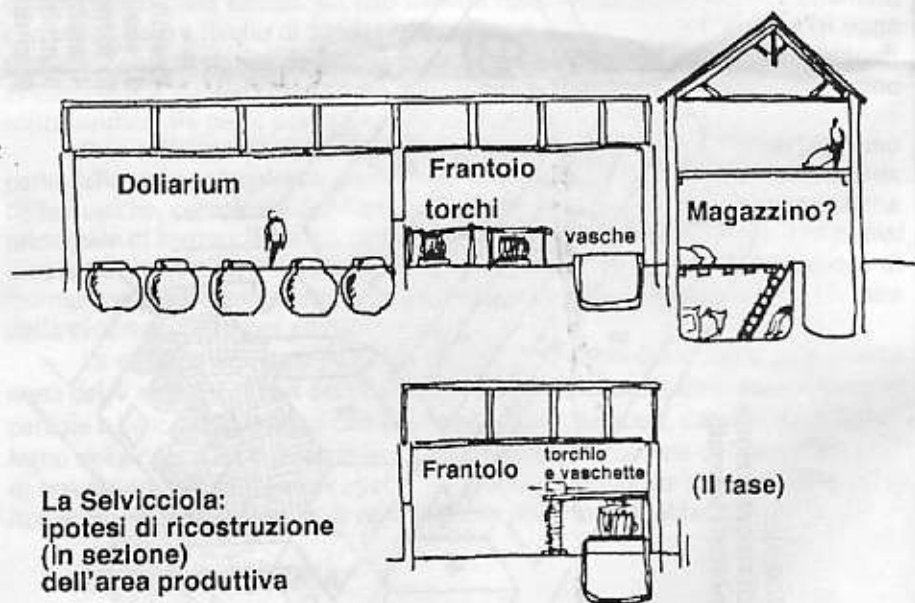 Doliarium
Frantoio
torchi
vasche
Magazzino?
Frantoio
torchio
e vaschette
(II fase)
La Selvicciola:
ipotesi di ricostruzione
(in sezione)
dell'area produttiva